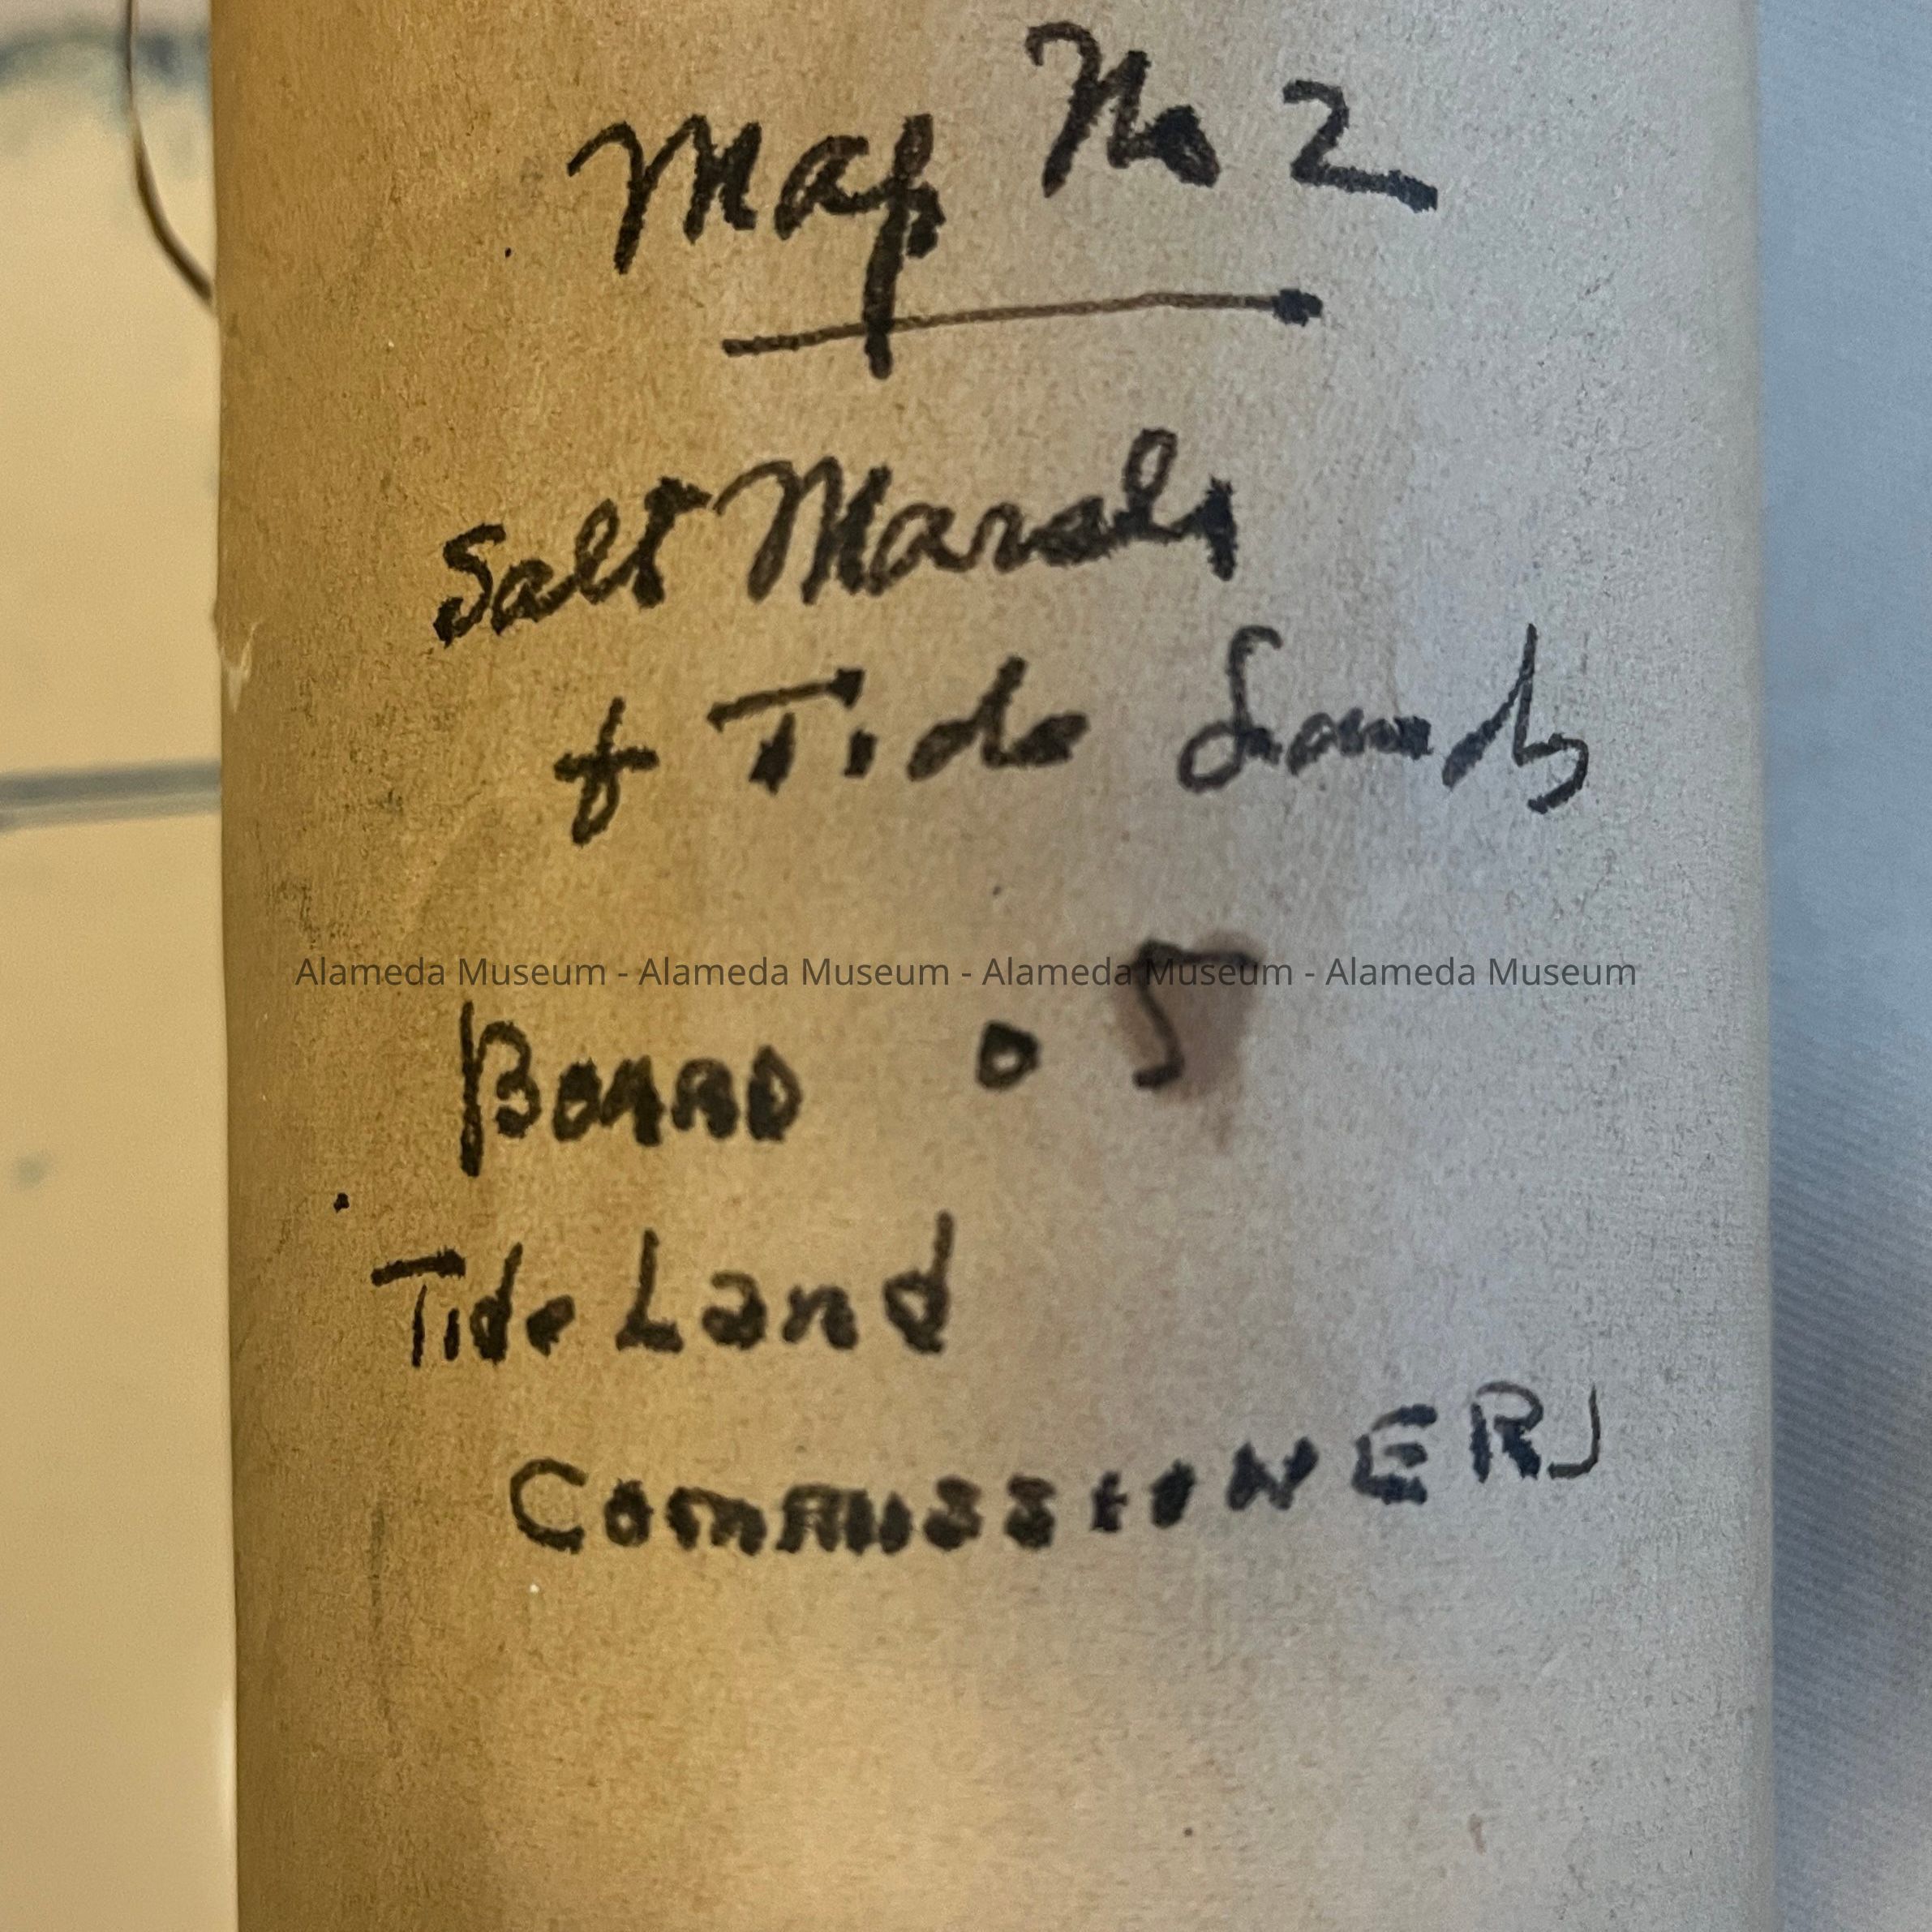 Map No 2
Salt Marsh
& Tide Lands
Alameda Museum - Alameda Museum - Alameda Museum - Alameda Museum
BOARD OF
Tide Land
COMMISSIONERS